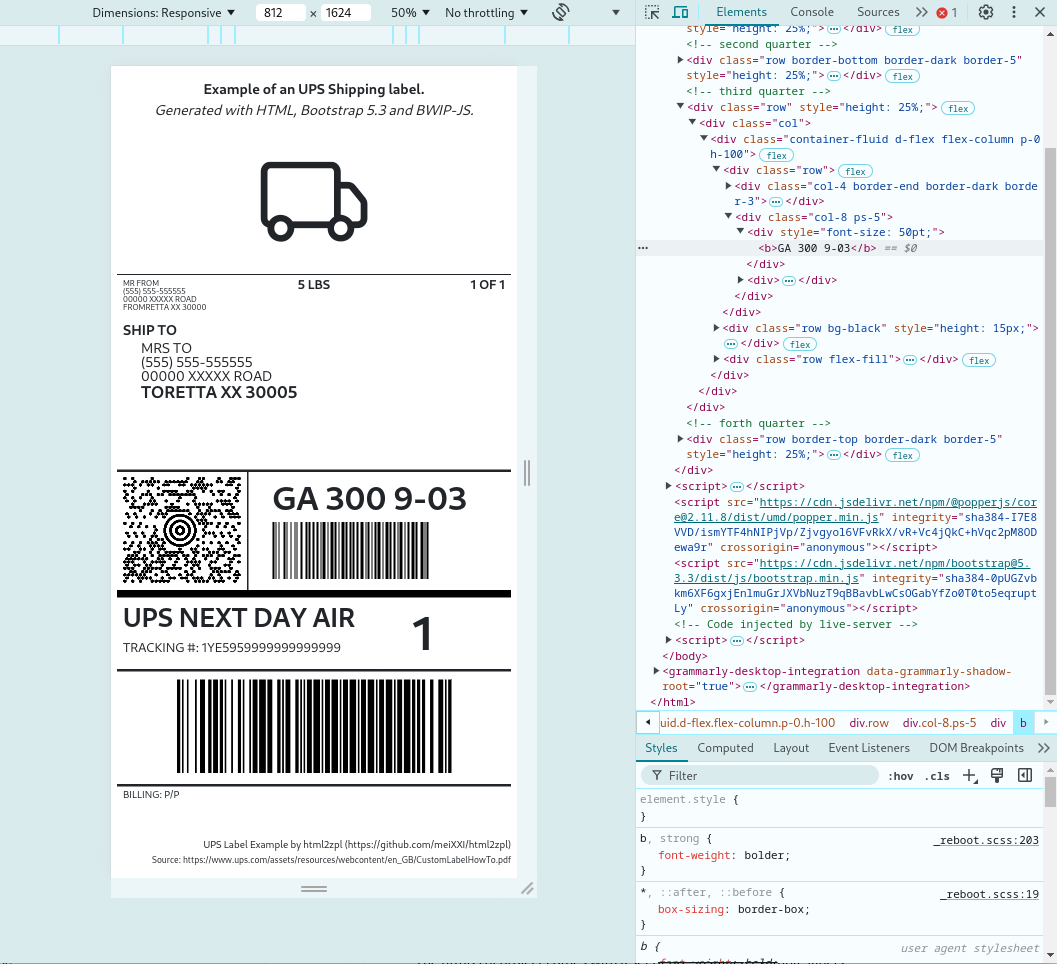 Dimensions: Responsive ▼ 812 × 1624 50% ▼ No throttling ▼
Example of an UPS Shipping label.
Generated with HTML, Bootstrap 5.3 and BWIP-JS.
MR FROM
(555) 555-555555
00000 XXXXX ROAD
FROMRETTA XX 30000
5 LBS
1 OF 1
SHIP TO
MRS TO
(555) 555-555555
00000 XXXXX ROAD
TORETTA XX 30005
GA 300 9-03
UPS NEXT DAY AIR
TRACKING #: 1YE5959999999999999
1
BILLING: P/P
UPS Label Example by html2zpl (https://github.com/meiXXI/html2zpl)
Source: https://www.ups.com/assets/resources/webcontent/en_GB/CustomLabelHowTo.pdf
Elements Console Sources 1
style="height: 25%;"> ⋯ </div> flex
<!-- second quarter -->
<div class="row border-bottom border-dark border-5"
style="height: 25%;"> ⋯ </div> flex
<!-- third quarter -->
<div class="row" style="height: 25%;"> flex
<div class="col">
<div class="container-fluid d-flex flex-column p-0
h-100"> flex
<div class="row"> flex
<div class="col-4 border-end border-dark borde
r-3"> ⋯ </div>
<div class="col-8 ps-5">
<div style="font-size: 50pt;">
<b>GA 300 9-03</b> == $0
</div>
<div> ⋯ </div>
</div>
</div>
<div class="row bg-black" style="height: 15px;">
⋯ </div> flex
<div class="row flex-fill"> ⋯ </div> flex
</div>
</div>
</div>
<!-- forth quarter -->
<div class="row border-top border-dark border-5"
style="height: 25%;"> ⋯ </div> flex
</div>
<script> ⋯ </script>
<script src="https://cdn.jsdelivr.net/npm/@popperjs/cor
e@2.11.8/dist/umd/popper.min.js" integrity="sha384-I7E8
VVD/ismYTF4hNIPjVp/Zjvgyol6VFvRkX/vR+Vc4jQkC+hVqc2pM8OD
ewa9r" crossorigin="anonymous"></script>
<script src="https://cdn.jsdelivr.net/npm/bootstrap@5.
3.3/dist/js/bootstrap.min.js" integrity="sha384-0pUGZvb
km6XF6gxjEnlmuGrJXVbNuzT9qBBavbLwCsOGabYfZo0T0to5eqrupt
Ly" crossorigin="anonymous"></script>
<!-- Code injected by live-server -->
<script> ⋯ </script>
</body>
<grammarly-desktop-integration data-grammarly-shadow-
root="true"> ⋯ </grammarly-desktop-integration>
</html>
uid.d-flex.flex-column.p-0.h-100 div.row div.col-8.ps-5 div b
Styles Computed Layout Event Listeners DOM Breakpoints
Filter :hov .cls
element.style {
}
b, strong { _reboot.scss:203
font-weight: bolder;
}
*, ::after, ::before { _reboot.scss:19
box-sizing: border-box;
}
b { user agent stylesheet